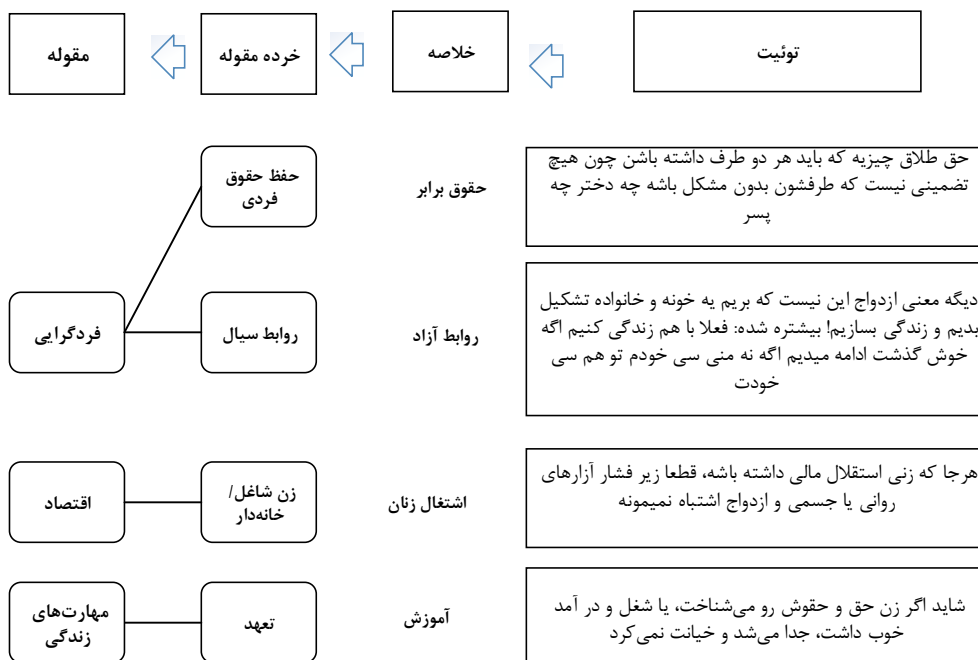 توئیت
خلاصه
خرده مقوله
مقوله
حق طلاق چیزیه که باید هر دو طرف داشته باشن چون هیچ
تضمینی نیست که طرفشون بدون مشکل باشه چه دختر چه
پسر
حقوق برابر
حفظ حقوق
فردی
دیگه معنی ازدواج این نیست که بریم یه خونه و خانواده تشکیل
بدیم و زندگی بسازیم! بیشتره شده: فعلا با هم زندگی کنیم اگه
خوش گذشت ادامه میدیم اگه نه منی سی خودم تو هم سی
خودت
روابط آزاد
روابط سیال
فردگرایی
هرجا که زنی استقلال مالی داشته باشه، قطعا زیر فشار آزارهای
روانی یا جسمی و ازدواج اشتباه نمیمونه
اشتغال زنان
زن شاغل/
خانه‌دار
اقتصاد
شاید اگر زن حق و حقوش رو می‌شناخت، یا شغل و در آمد
خوب داشت، جدا می‌شد و خیانت نمی‌کرد
آموزش
تعهد
مهارت‌های
زندگی